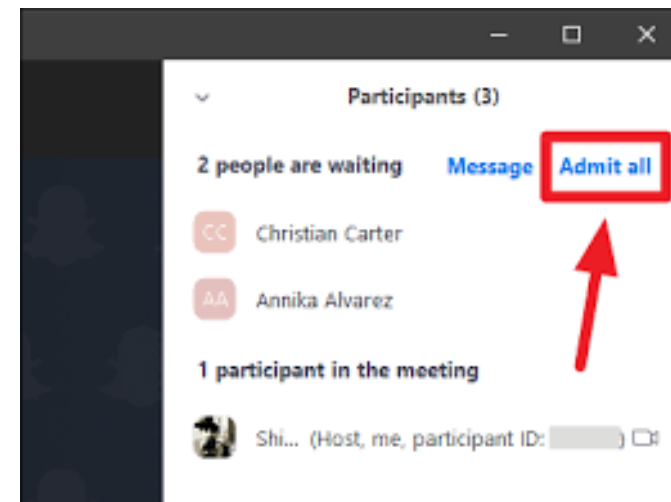 Participants (3)
2 people are waiting Message Admit all
CC Christian Carter
AA Annika Alvarez
1 participant in the meeting
Shi... (Host, me, participant ID: )